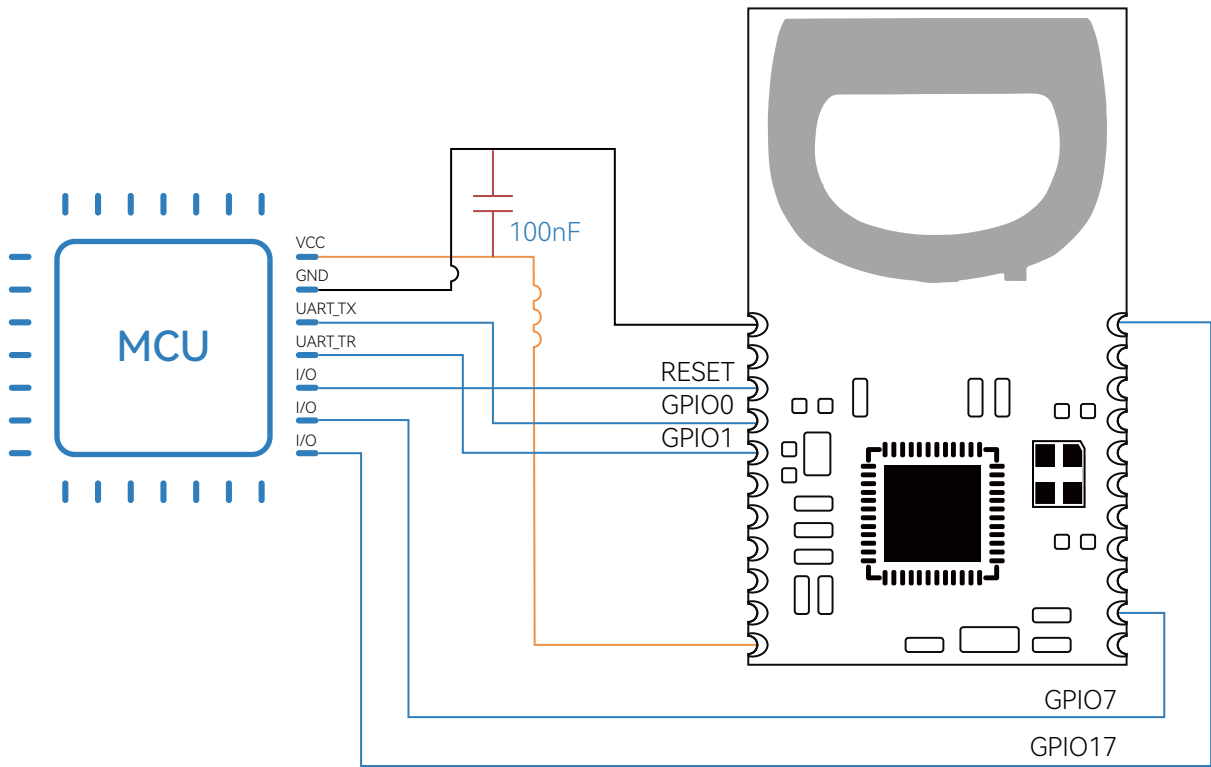 VCC
100nF
GND
MCU
UART_TX
UART_TR
I/O
RESET
I/O
GPIO0
I/O
GPIO1
GPIO7
GPIO17